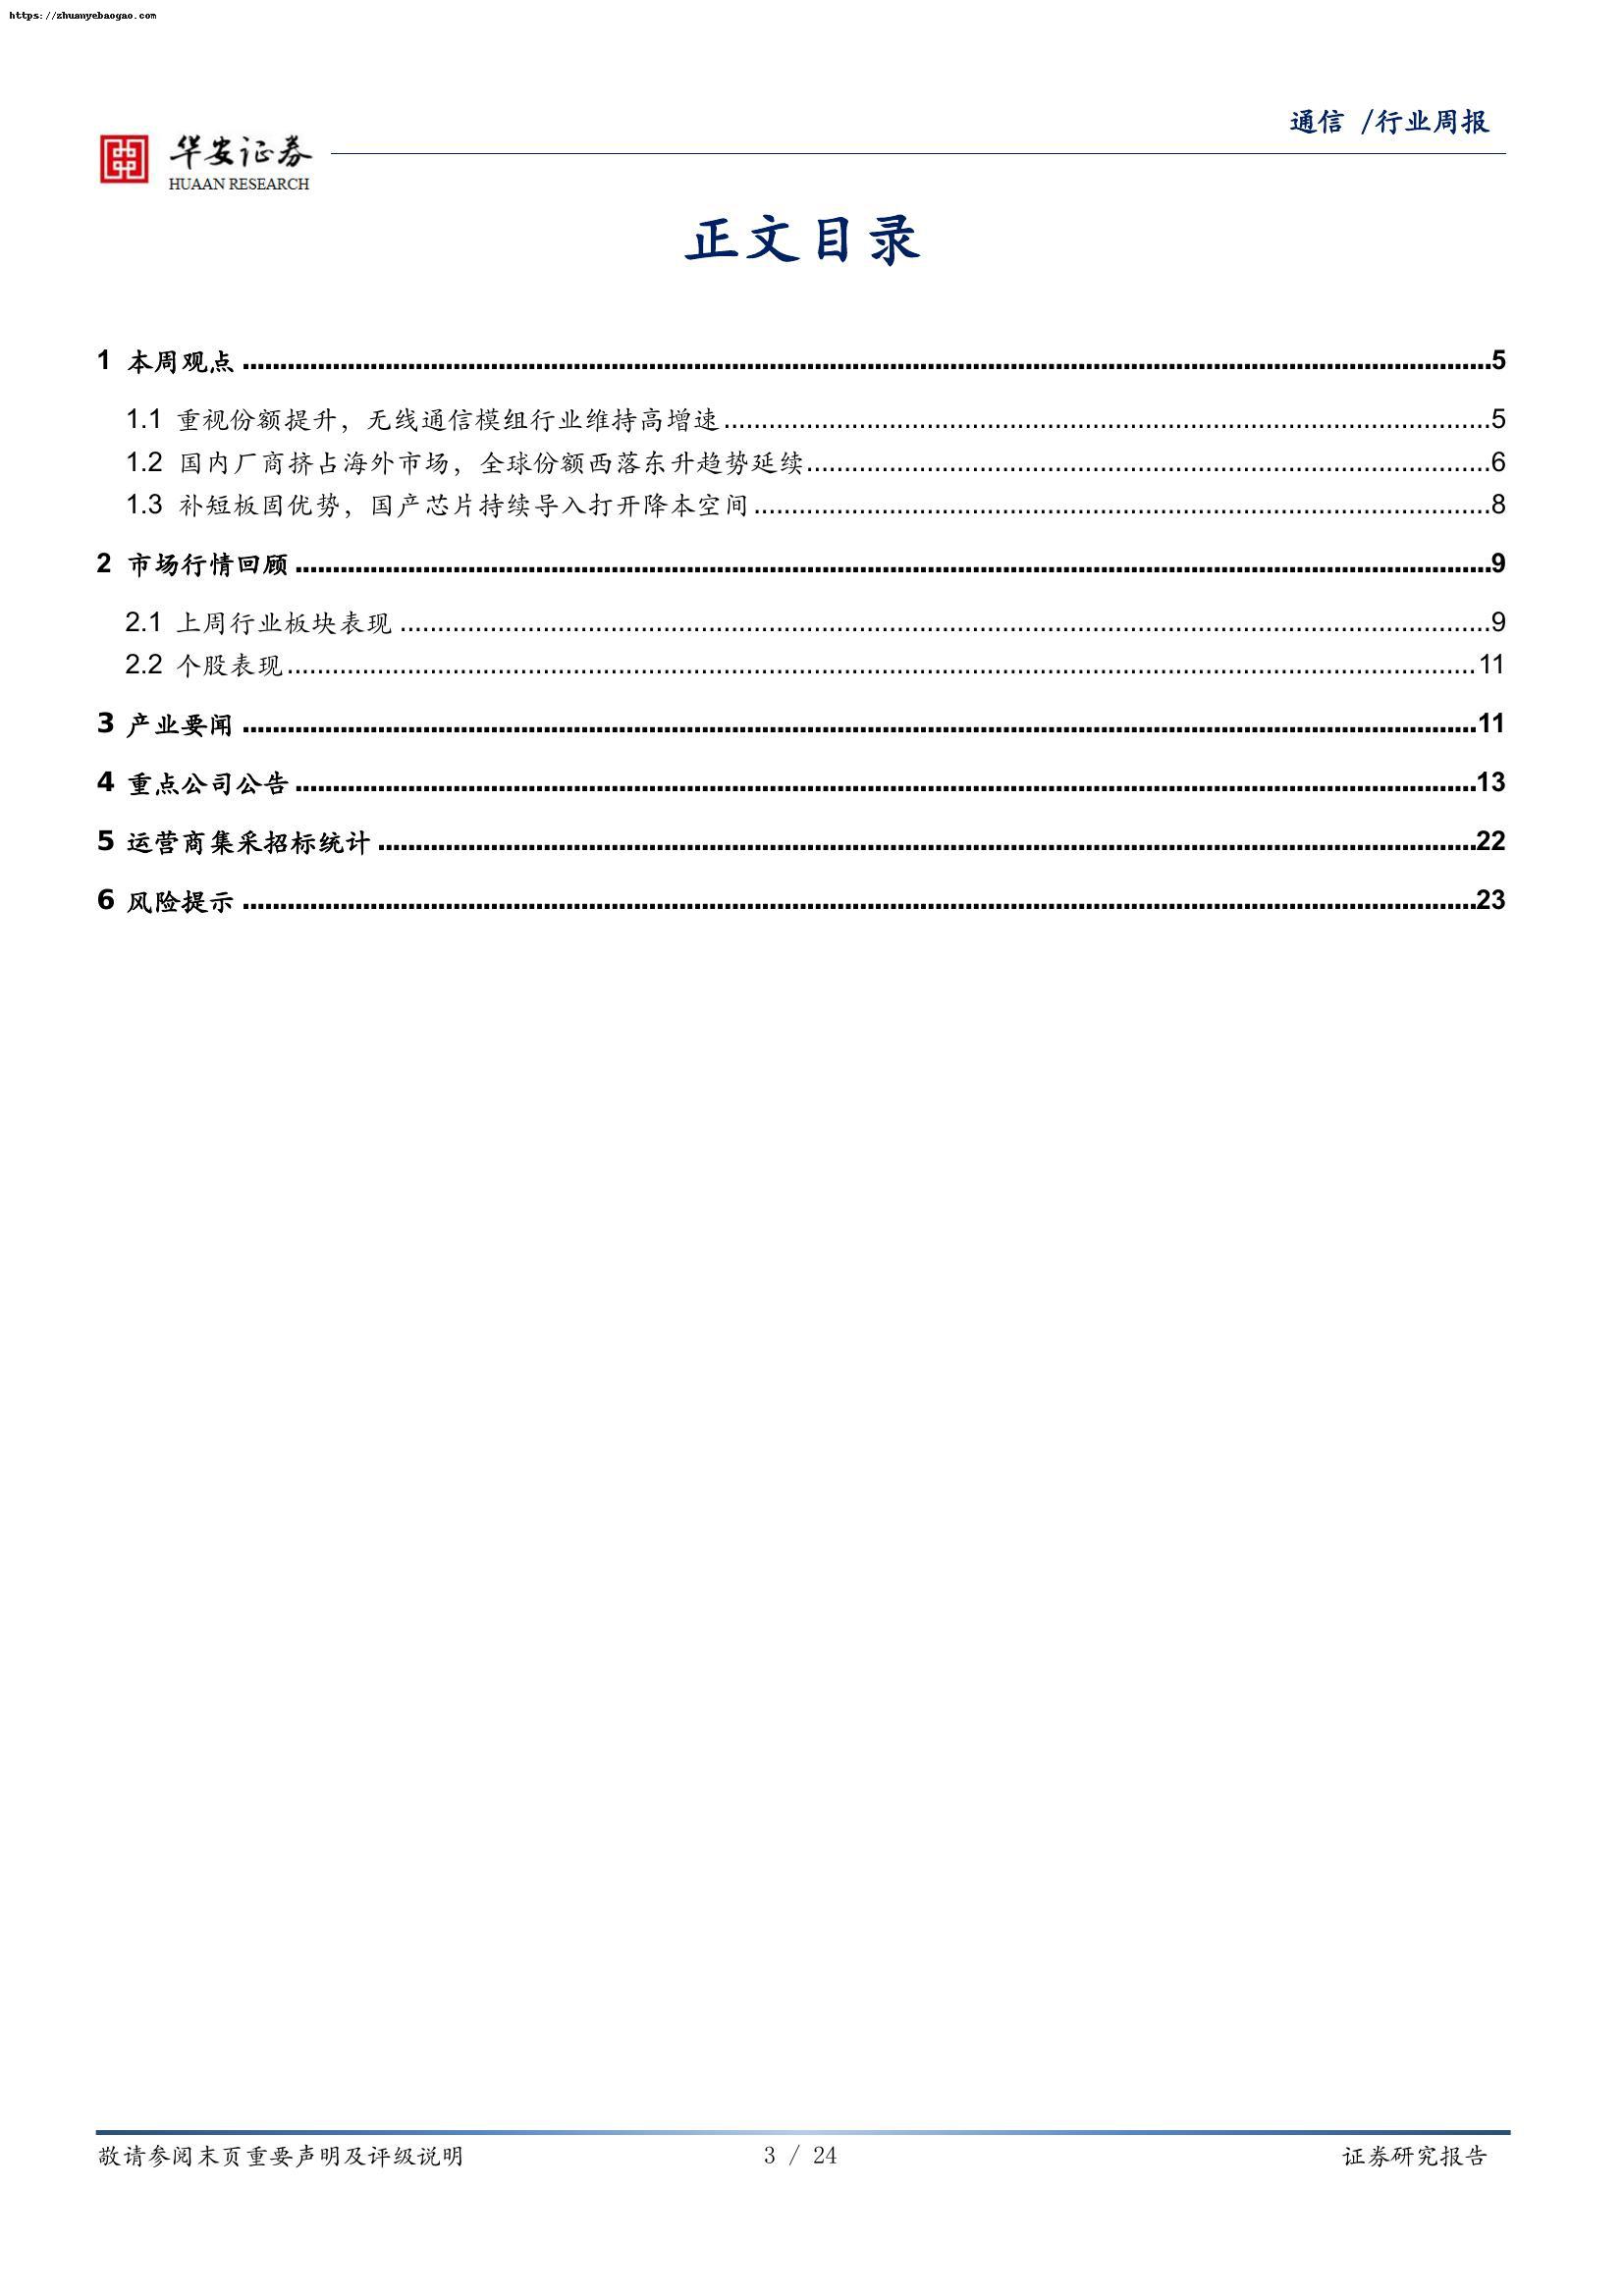 https://zhuanyebaogao.com
通信 /行业周报
华安证券
HUAAN RESEARCH
正文目录
1 本周观点 ........................................................................ 5
1.1 重视份额提升，无线通信模组行业维持高增速 ........................................................................ 5
1.2 国内厂商挤占海外市场，全球份额西落东升趋势延续 ........................................................................ 6
1.3 补短板固优势，国产芯片持续导入打开降本空间 ........................................................................ 8
2 市场行情回顾 ........................................................................ 9
2.1 上周行业板块表现 ........................................................................ 9
2.2 个股表现 ........................................................................ 11
3 产业要闻 ........................................................................ 11
4 重点公司公告 ........................................................................ 13
5 运营商集采招标统计 ........................................................................ 22
6 风险提示 ........................................................................ 23
敬请参阅末页重要声明及评级说明 3 / 24 证券研究报告